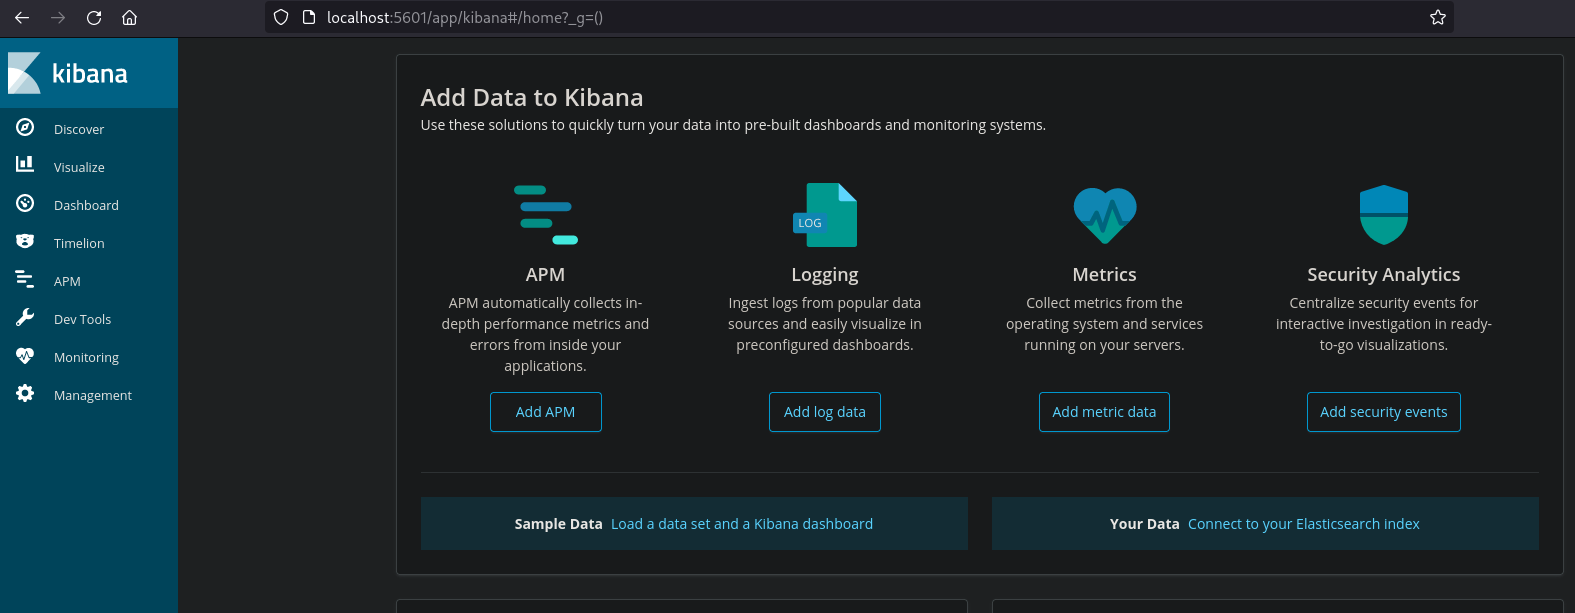 localhost:5601/app/kibana#/home?_g=()
kibana
Discover
Visualize
Dashboard
Timelion
APM
Dev Tools
Monitoring
Management
Add Data to Kibana
Use these solutions to quickly turn your data into pre-built dashboards and monitoring systems.
APM
APM automatically collects in-
depth performance metrics and
errors from inside your
applications.
Add APM
LOG
Logging
Ingest logs from popular data
sources and easily visualize in
preconfigured dashboards.
Add log data
Metrics
Collect metrics from the
operating system and services
running on your servers.
Add metric data
Security Analytics
Centralize security events for
interactive investigation in ready-
to-go visualizations.
Add security events
Sample Data Load a data set and a Kibana dashboard
Your Data Connect to your Elasticsearch index